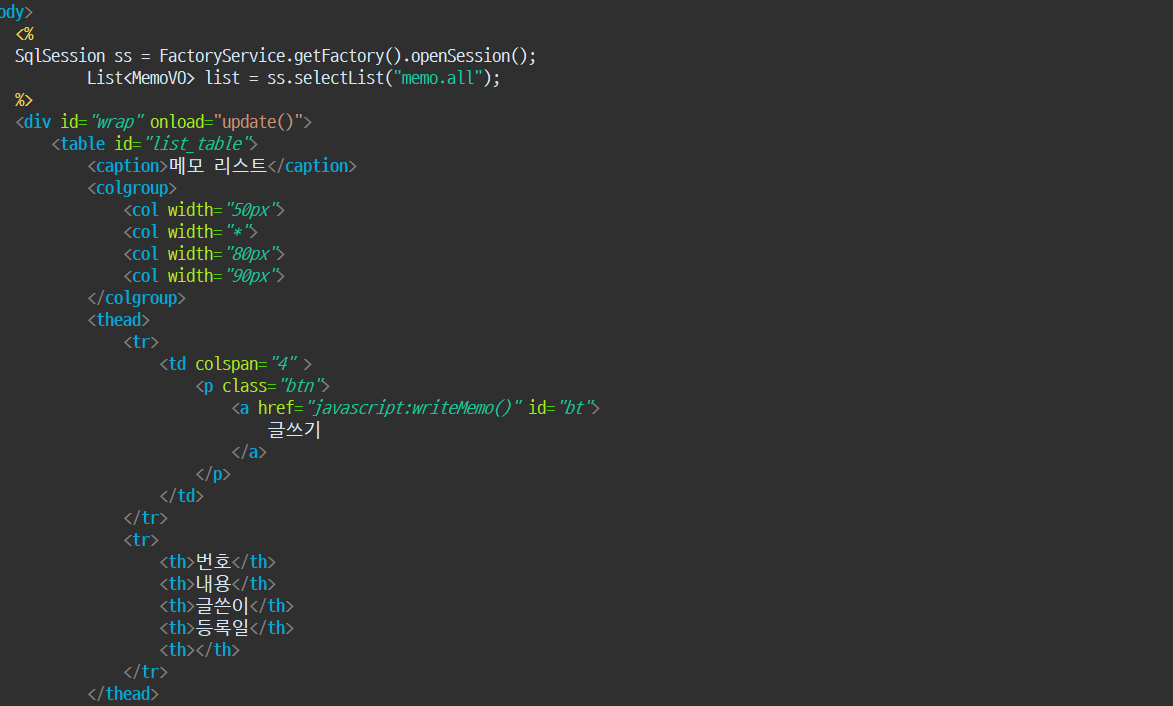 ody>
<%
SqlSession ss = FactoryService.getFactory().openSession();
List<MemoVO> list = ss.selectList("memo.all");
%>
<div id="wrap" onload="update()">
<table id="list_table">
<caption>메모 리스트</caption>
<colgroup>
<col width="50px">
<col width="*">
<col width="80px">
<col width="90px">
</colgroup>
<thead>
<tr>
<td colspan="4" >
<p class="btn">
<a href="javascript:writeMemo()" id="bt">
글쓰기
</a>
</p>
</td>
</tr>
<tr>
<th>번호</th>
<th>내용</th>
<th>글쓴이</th>
<th>등록일</th>
<th></th>
</tr>
</thead>